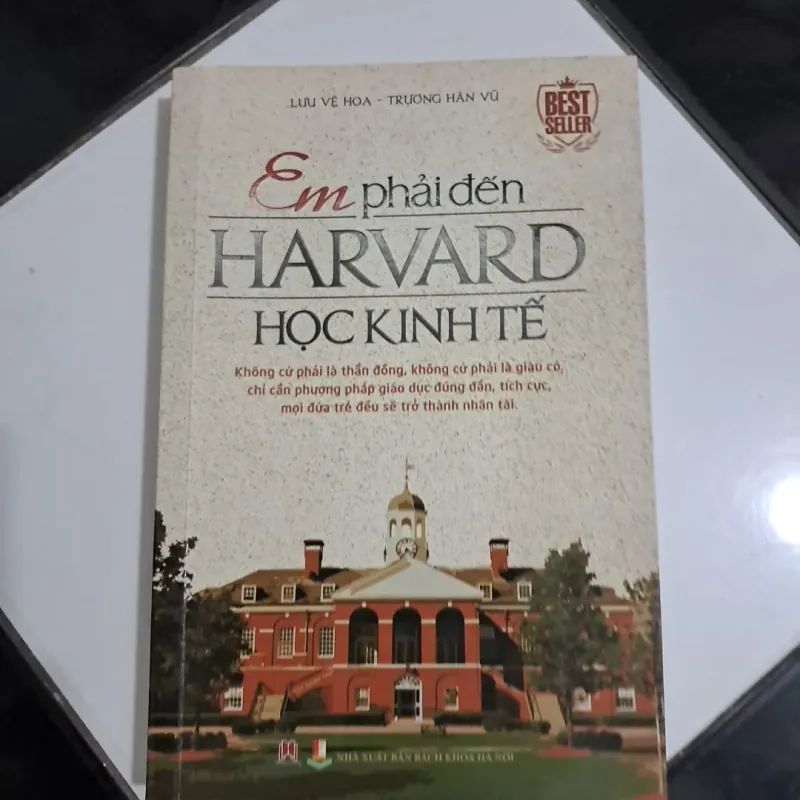 LƯU VỆ HOA - TRƯƠNG HÂN VŨ
BEST
SELLER
Em phải đến
HARVARD
HỌC KINH TẾ
Không cứ phải là thần đồng, không cứ phải là giàu có,
chỉ cần phương pháp giáo dục đúng đắn, tích cực,
mọi đứa trẻ đều sẽ trở thành nhân tài.
NHÀ XUẤT BẢN BÁCH KHOA HÀ NỘI